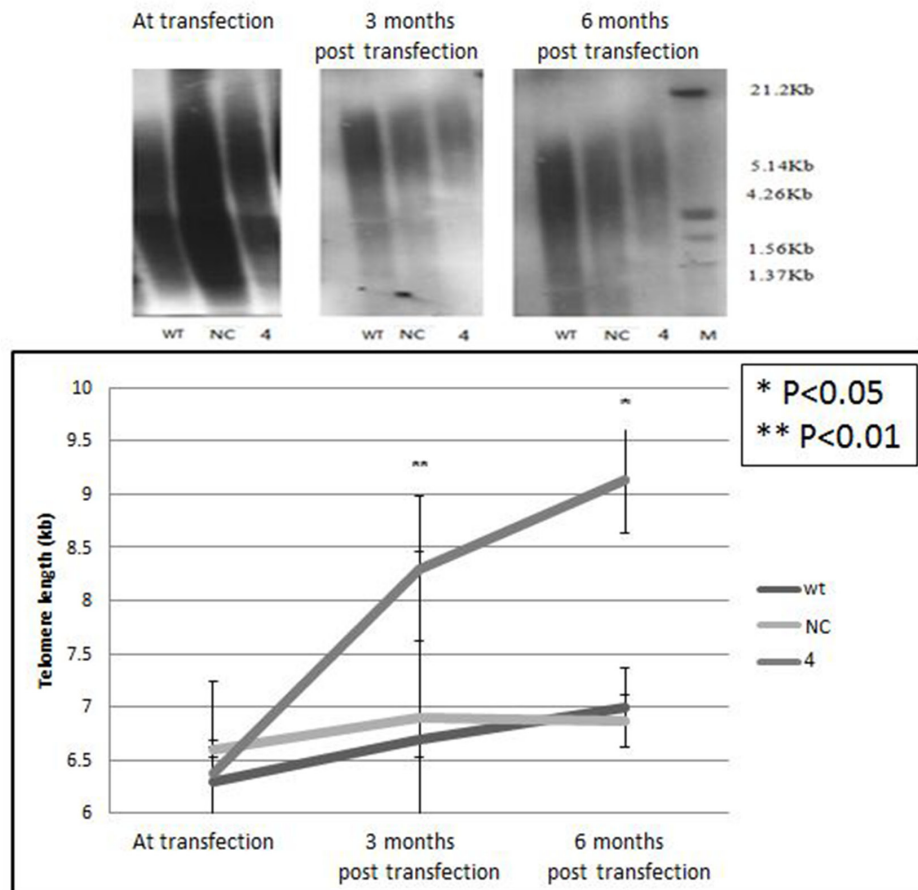 At transfection
3 months
post transfection
6 months
post transfection
21.2Kb
5.14Kb
4.26Kb
1.56Kb
1.37Kb
WT NC 4
WT NC 4
WT NC 4 M
* P<0.05
** P<0.01
10
9.5
9
8.5
8
7.5
7
6.5
6
Telomere length (kb)
**
*
wt
NC
4
At transfection
3 months
post transfection
6 months
post transfection